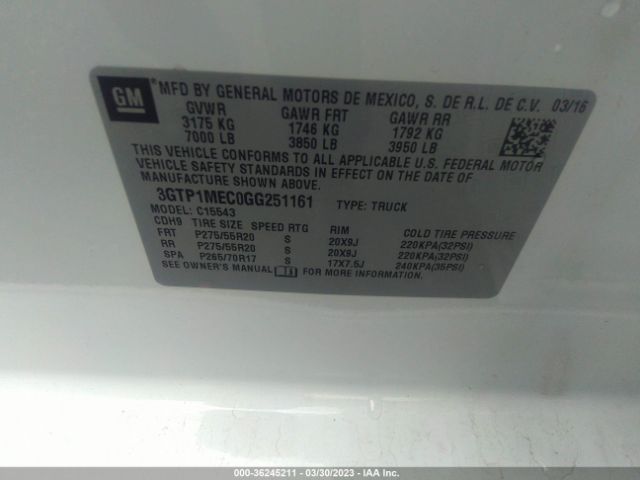 GM
® MFD BY GENERAL MOTORS DE MEXICO, S. DE R.L. DE C.V. 03/16
GVWR GAWR FRT GAWR RR
3175 KG 1746 KG 1792 KG
7000 LB 3850 LB 3950 LB
THIS VEHICLE CONFORMS TO ALL APPLICABLE U.S. FEDERAL MOTOR
VEHICLE SAFETY STANDARDS IN EFFECT ON THE DATE OF
MANUFACTURE SHOWN ABOVE.
3GTP1MEC0GG251161 TYPE: TRUCK
MODEL: C15543
CDH9 TIRE SIZE SPEED RTG RIM COLD TIRE PRESSURE
FRT P275/55R20 S 20X9J 220KPA(32PSI)
RR P275/55R20 S 20X9J 220KPA(32PSI)
SPA P265/70R17 S 17X7.5J 240KPA(35PSI)
SEE OWNER'S MANUAL FOR MORE INFORMATION.
000-36245211 - 03/30/2023 - IAA Inc.